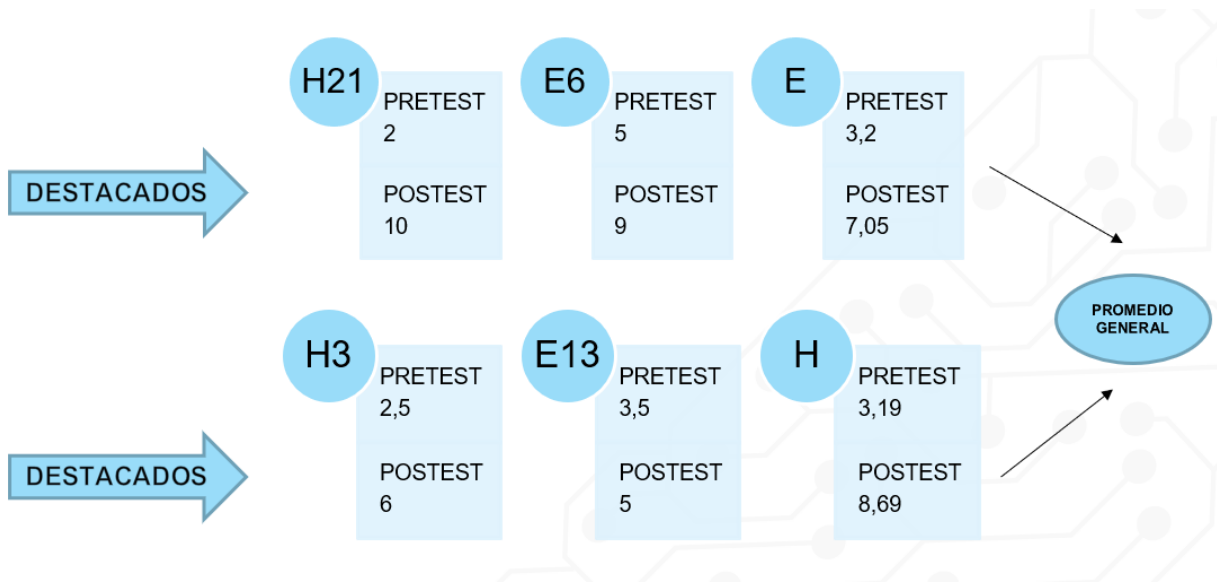 DESTACADOS
H21
PRETEST
2
POSTEST
10
E6
PRETEST
5
POSTEST
9
E
PRETEST
3,2
POSTEST
7,05
DESTACADOS
H3
PRETEST
2,5
POSTEST
6
E13
PRETEST
3,5
POSTEST
5
H
PRETEST
3,19
POSTEST
8,69
PROMEDIO
GENERAL